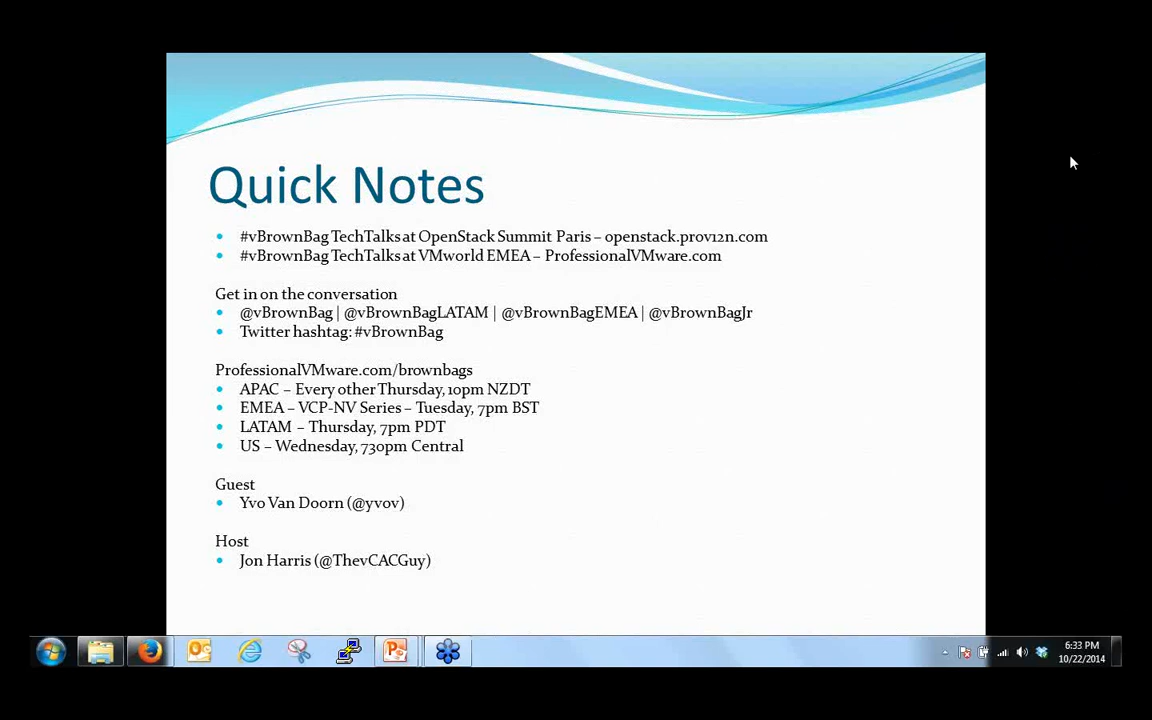 Quick Notes
#vBrownBag TechTalks at OpenStack Summit Paris – openstack.prov12n.com
#vBrownBag TechTalks at VMworld EMEA – ProfessionalVMware.com
Get in on the conversation
@vBrownBag | @vBrownBagLATAM | @vBrownBagEMEA | @vBrownBagJr
Twitter hashtag: #vBrownBag
ProfessionalVMware.com/brownbags
APAC – Every other Thursday, 10pm NZDT
EMEA – VCP-NV Series – Tuesday, 7pm BST
LATAM – Thursday, 7pm PDT
US – Wednesday, 730pm Central
Guest
Yvo Van Doorn (@yvov)
Host
Jon Harris (@ThevCACGuy)
6:33 PM
10/22/2014